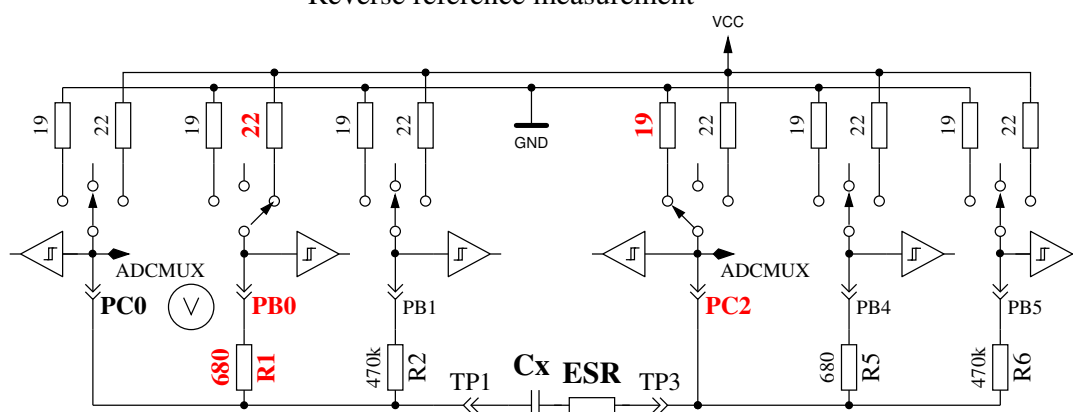 Reverse reference measurement
VCC
19 22 19 22 19 22 GND 19 22 19 22 19 22
ADCMUX ADCMUX
PC0 V PB0 PB1 PC2 PB4 PB5
680 R1 470k R2 TP1 Cx ESR TP3 680 R5 470k R6